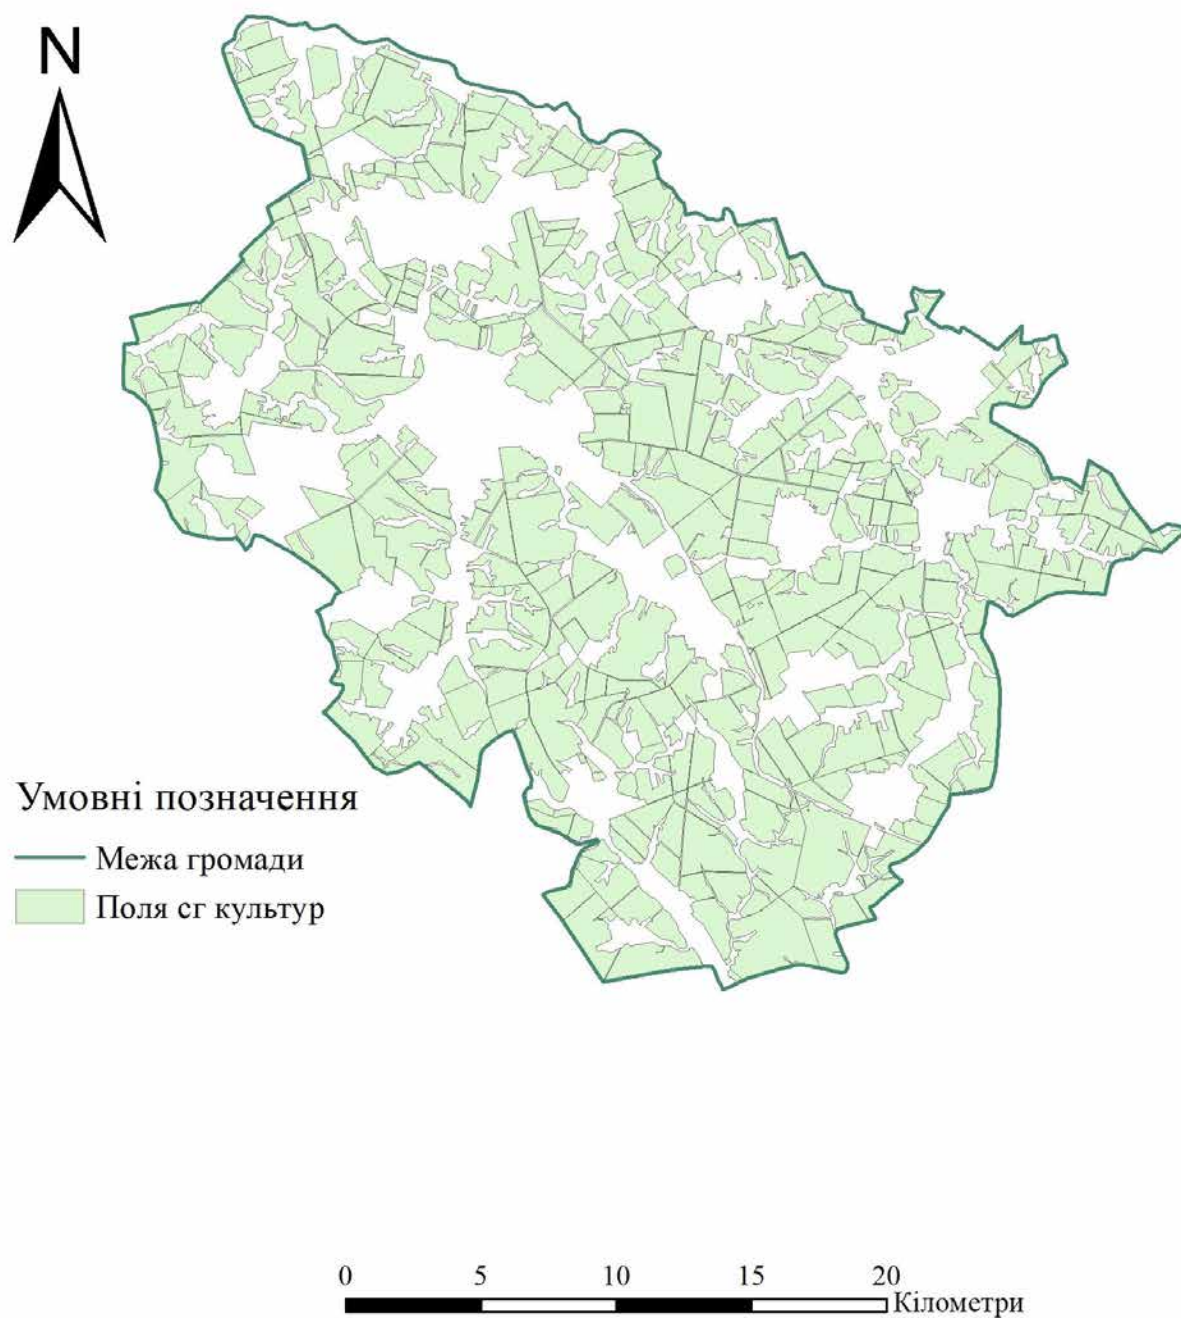 N
Умовні позначення
Межа громади
Поля сг культур
0 5 10 15 20
Кілометри